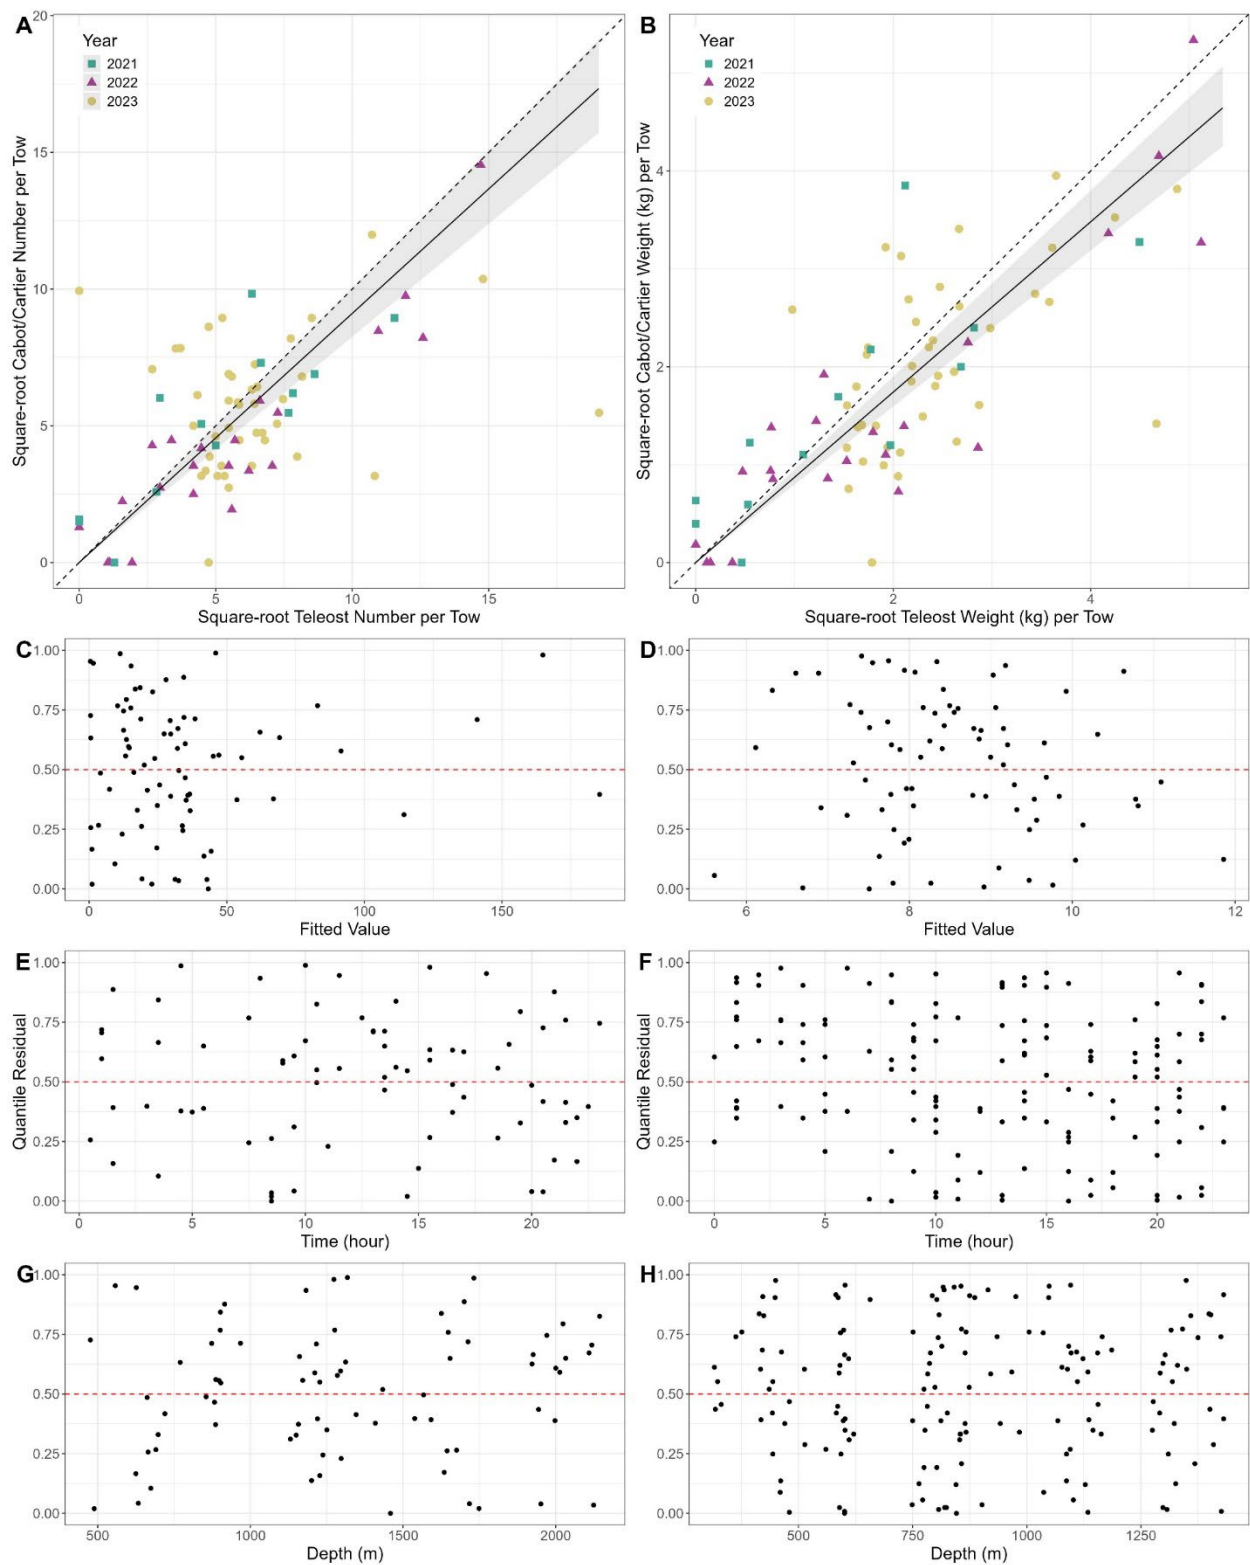 A
Year
2021
2022
2023
20
15
10
5
0
Square-root Cabot/Cartier Number per Tow
0 5 10 15
Square-root Teleost Number per Tow
B
Year
2021
2022
2023
4
2
0
Square-root Cabot/Cartier Weight (kg) per Tow
0 2 4
Square-root Teleost Weight (kg) per Tow
C
1.00
0.75
0.50
0.25
0.00
0 50 100 150
Fitted Value
D
1.00
0.75
0.50
0.25
0.00
6 8 10 12
Fitted Value
E
1.00
0.75
0.50
0.25
0.00
Quantile Residual
0 5 10 15 20
Time (hour)
F
1.00
0.75
0.50
0.25
0.00
Quantile Residual
0 5 10 15 20
Time (hour)
G
1.00
0.75
0.50
0.25
0.00
500 1000 1500 2000
Depth (m)
H
1.00
0.75
0.50
0.25
0.00
500 750 1000 1250
Depth (m)